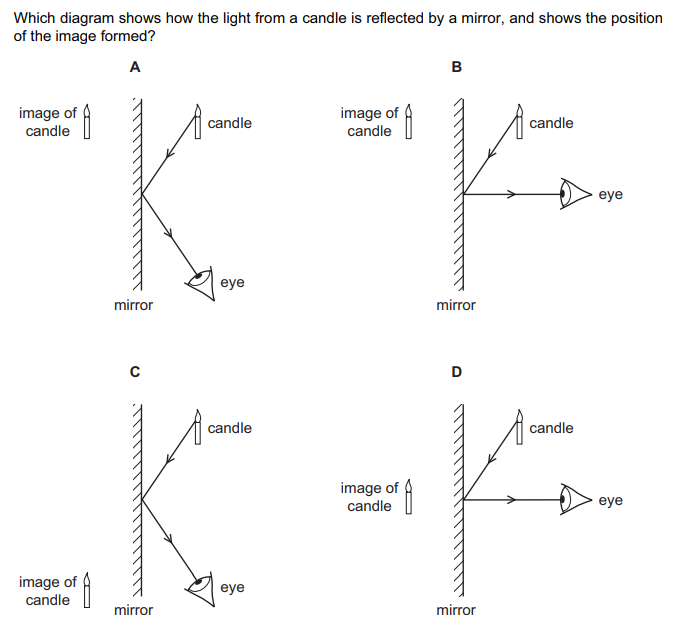 Which diagram shows how the light from a candle is reflected by a mirror, and shows the position
of the image formed?
A
image of
candle
candle
eye
mirror
B
image of
candle
candle
eye
mirror
C
candle
image of
candle
eye
mirror
D
candle
image of
candle
eye
mirror